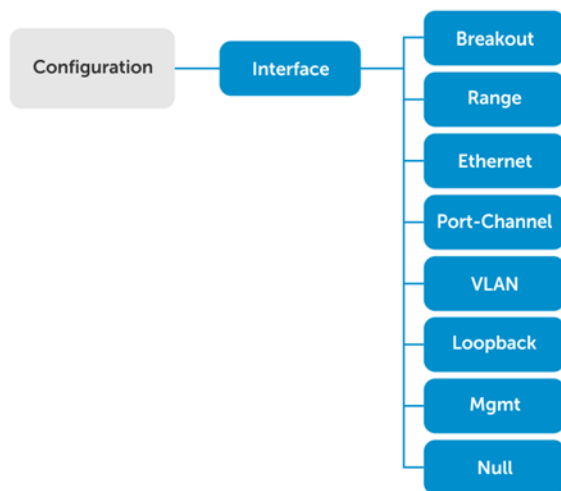 Configuration
Interface
Breakout
Range
Ethernet
Port-Channel
VLAN
Loopback
Mgmt
Null